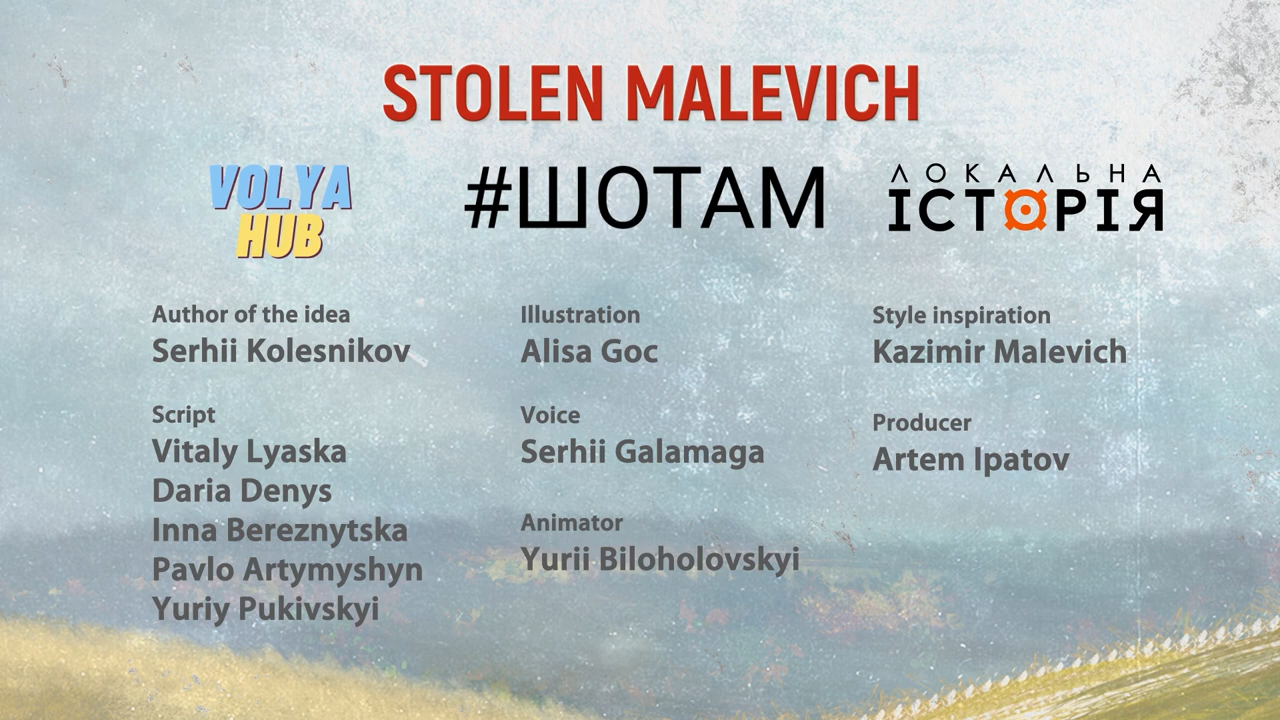 STOLEN MALEVICH
VOLYA
HUB
#ШОТАМ
ЛОКАЛЬНА
ІСТОРІЯ
Author of the idea
Serhii Kolesnikov
Script
Vitaly Lyaska
Daria Denys
Inna Bereznytska
Pavlo Artymyshyn
Yuriy Pukivskyi
Illustration
Alisa Goc
Voice
Serhii Galamaga
Animator
Yurii Biloholovskyi
Style inspiration
Kazimir Malevich
Producer
Artem Ipatov